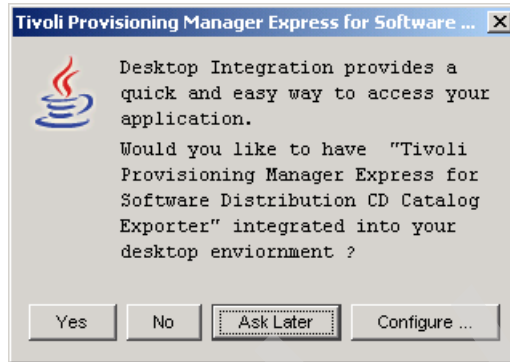 Tivoli Provisioning Manager Express for Software ...
Desktop Integration provides a
quick and easy way to access your
application.
Would you like to have "Tivoli
Provisioning Manager Express for
Software Distribution CD Catalog
Exporter" integrated into your
desktop enviornment ?
Yes No Ask Later Configure ...